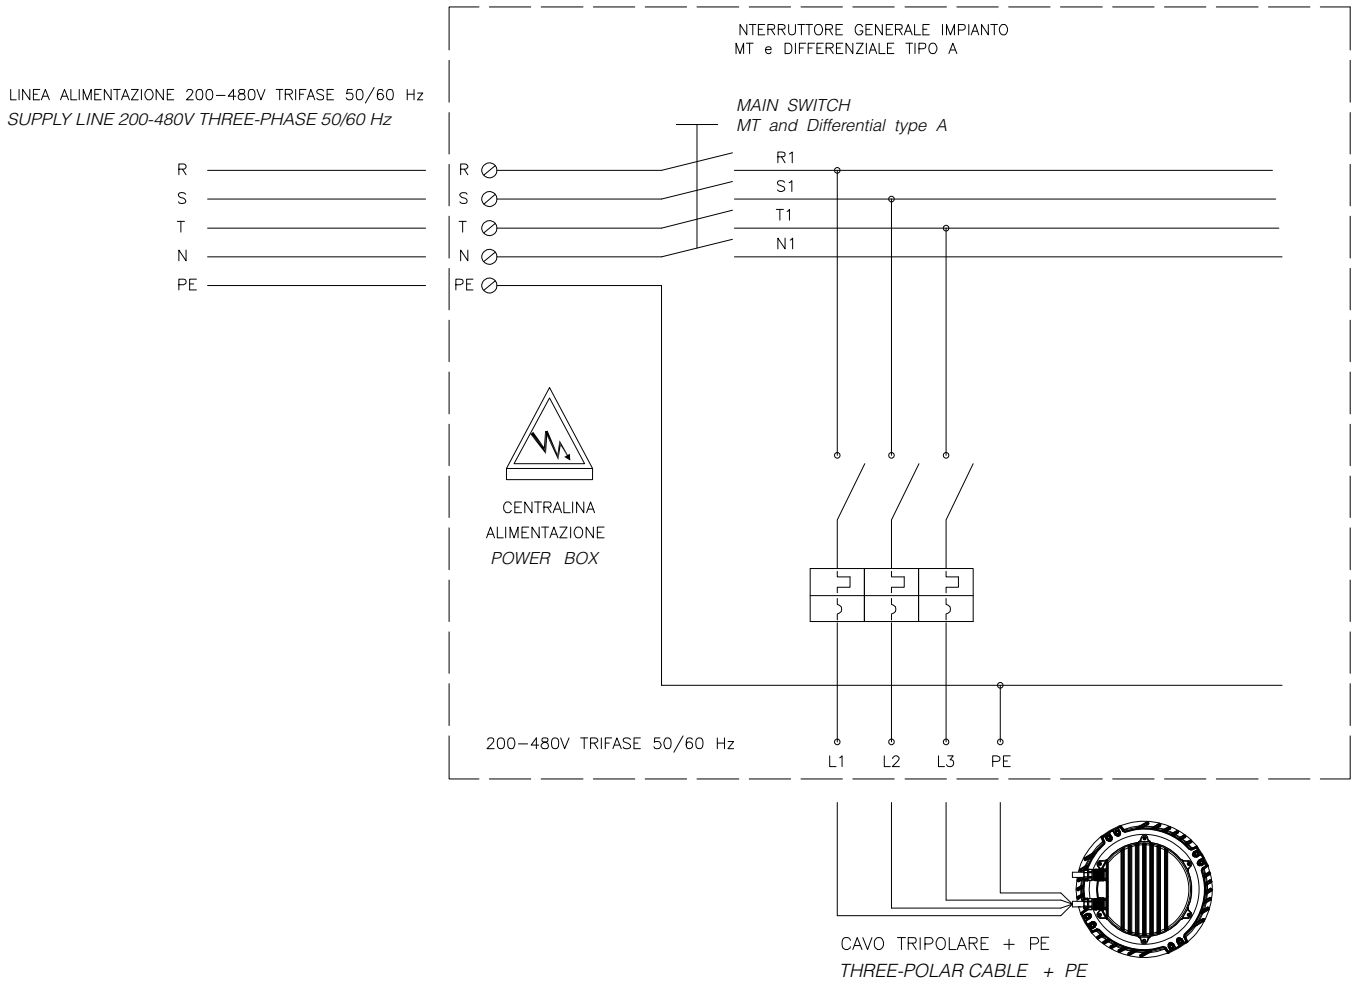 NTERRUTTORE GENERALE IMPIANTO
MT e DIFFERENZIALE TIPO A
LINEA ALIMENTAZIONE 200-480V TRIFASE 50/60 Hz
SUPPLY LINE 200-480V THREE-PHASE 50/60 Hz
MAIN SWITCH
MT and Differential type A
R R R1
S S S1
T T T1
N N N1
PE PE
CENTRALINA
ALIMENTAZIONE
POWER BOX
200-480V TRIFASE 50/60 Hz
L1 L2 L3 PE
CAVO TRIPOLARE + PE
THREE-POLAR CABLE + PE